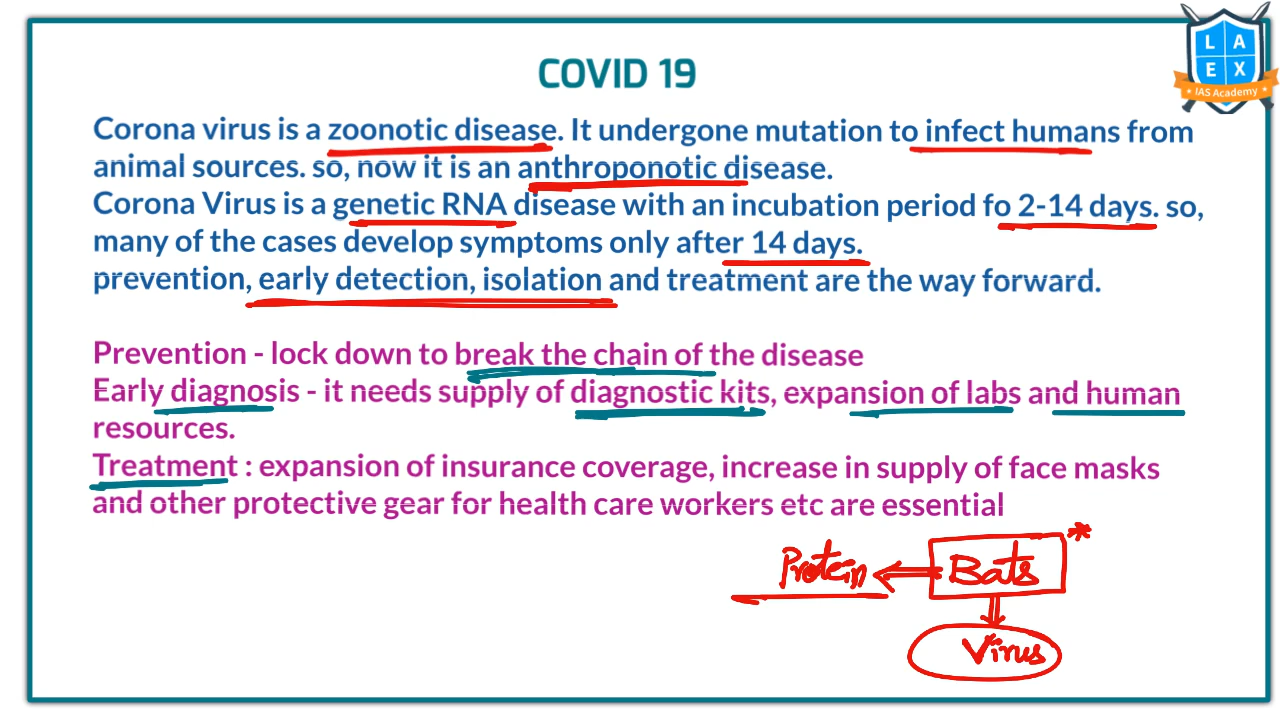 L A
E X
IAS Academy
COVID 19
Corona virus is a zoonotic disease. It undergone mutation to infect humans from
animal sources. so, now it is an anthroponotic disease.
Corona Virus is a genetic RNA disease with an incubation period fo 2-14 days. so,
many of the cases develop symptoms only after 14 days.
prevention, early detection, isolation and treatment are the way forward.
Prevention - lock down to break the chain of the disease
Early diagnosis - it needs supply of diagnostic kits, expansion of labs and human
resources.
Treatment : expansion of insurance coverage, increase in supply of face masks
and other protective gear for health care workers etc are essential
Protein Bats *
Virus